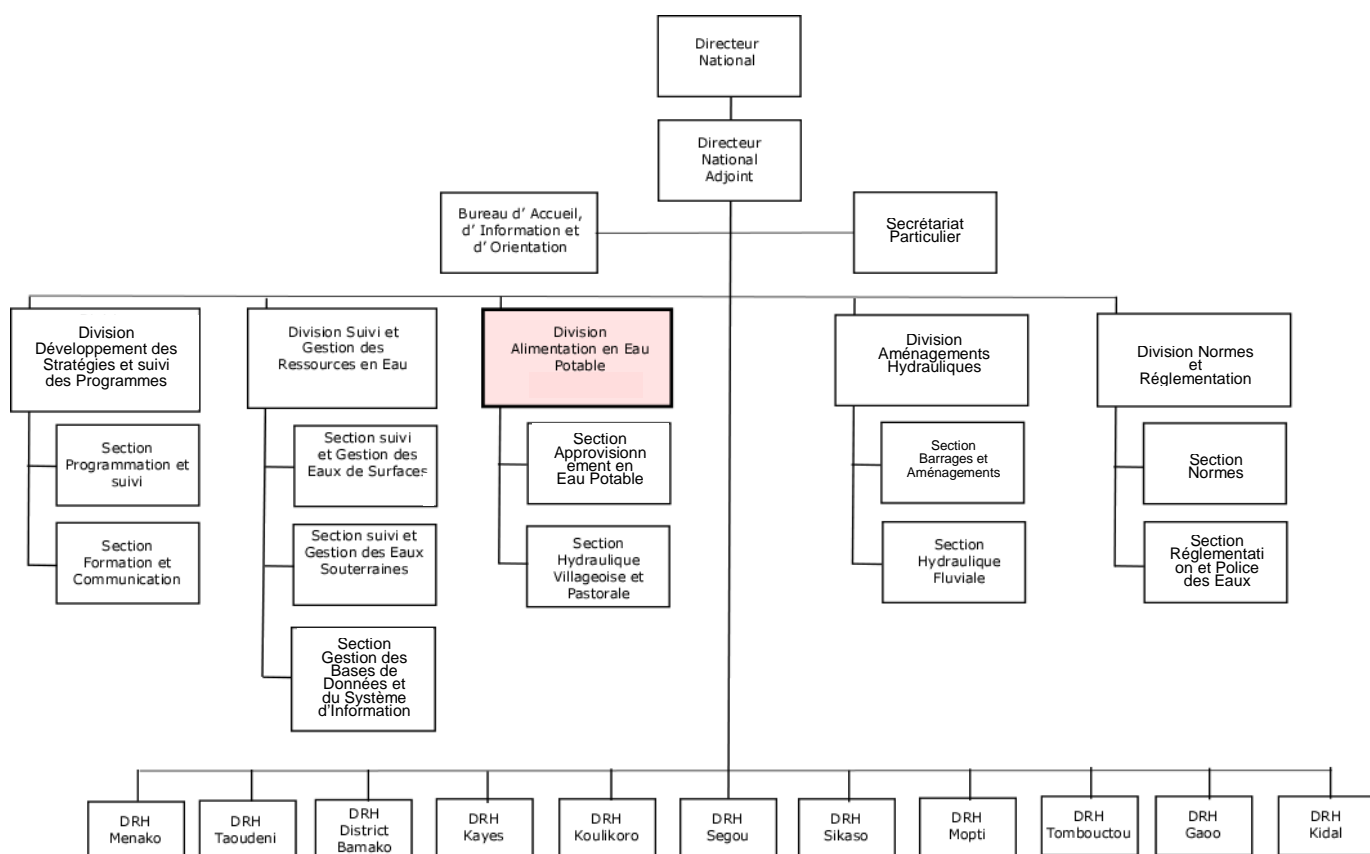 Directeur
National
Directeur
National
Adjoint
Bureau d' Accueil,
d' Information et
d' Orientation
Secrétariat
Particulier
Division
Développement des
Stratégies et suivi
des Programmes
Division Suivi et
Gestion des
Ressources en Eau
Division
Alimentation en Eau
Potable
Division
Aménagements
Hydrauliques
Division Normes
et
Réglementation
Section
Programmation et
suivi
Section suivi
et Gestion des
Eaux de Surfaces
Section
Approvisionn
ement en
Eau Potable
Section
Barrages et
Aménagements
Section
Normes
Section
Formation et
Communication
Section suivi et
Gestion des Eaux
Souterraines
Section
Hydraulique
Villageoise et
Pastorale
Section
Hydraulique
Fluviale
Section
Réglementati
on et Police
des Eaux
Section
Gestion des
Bases de
Données et
du Système
d'Information
DRH
Menako
DRH
Taoudeni
DRH
District
Bamako
DRH
Kayes
DRH
Koulikoro
DRH
Segou
DRH
Sikaso
DRH
Mopti
DRH
Tombouctou
DRH
Gaoo
DRH
Kidal